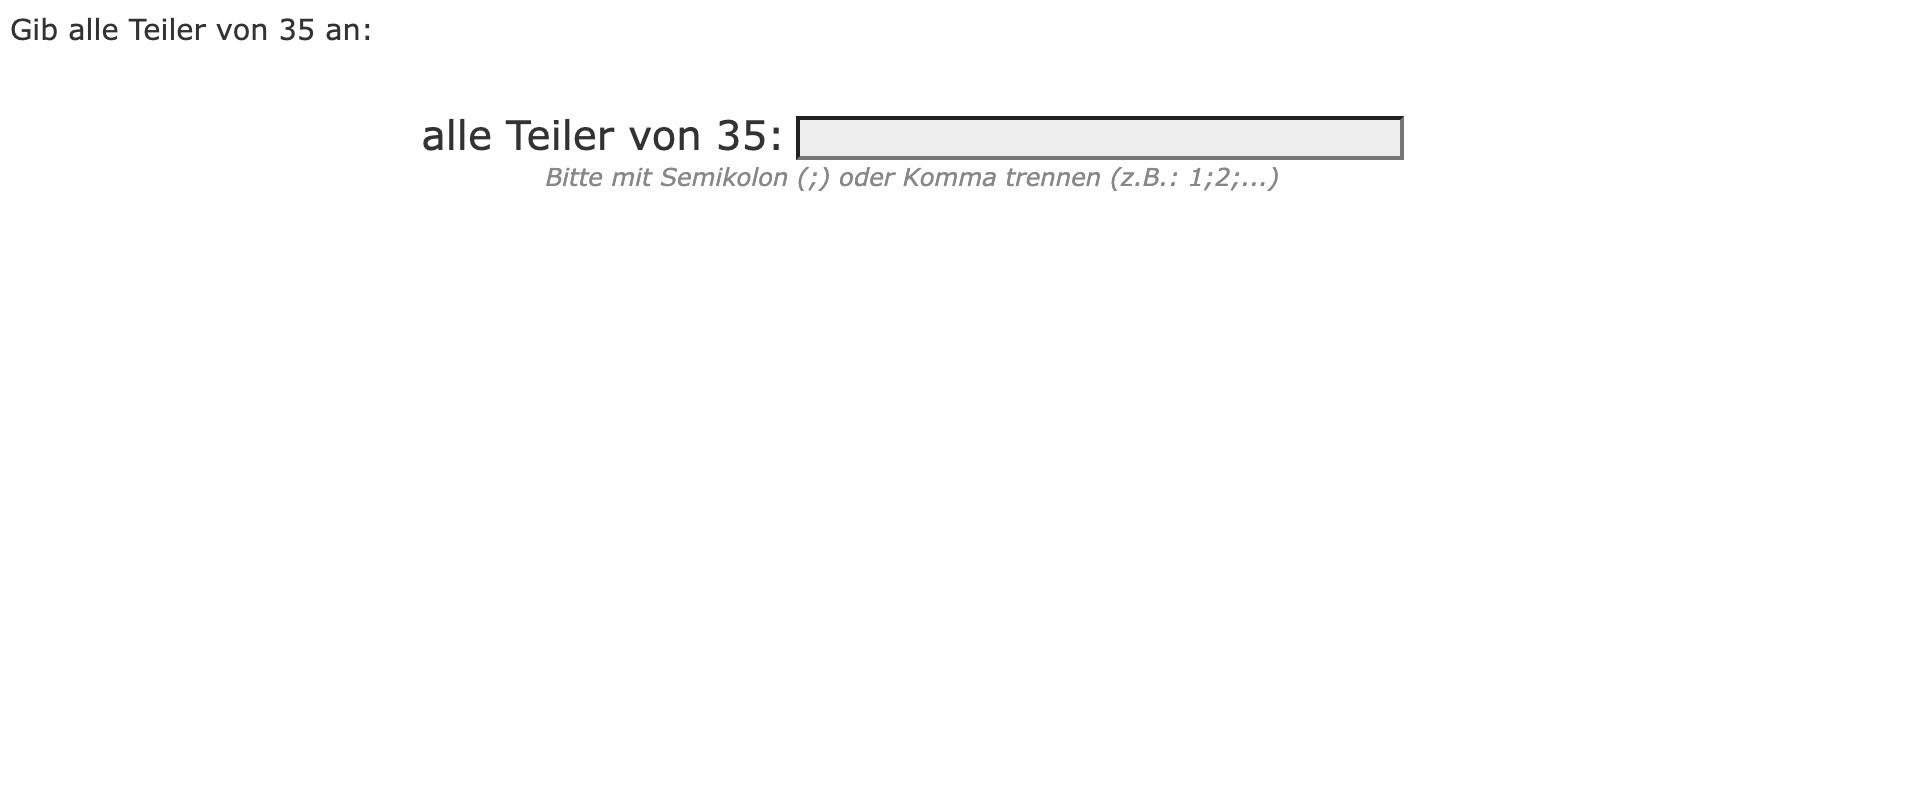 Gib alle Teiler von 35 an:
alle Teiler von 35:
Bitte mit Semikolon (;) oder Komma trennen (z.B.: 1;2;...)